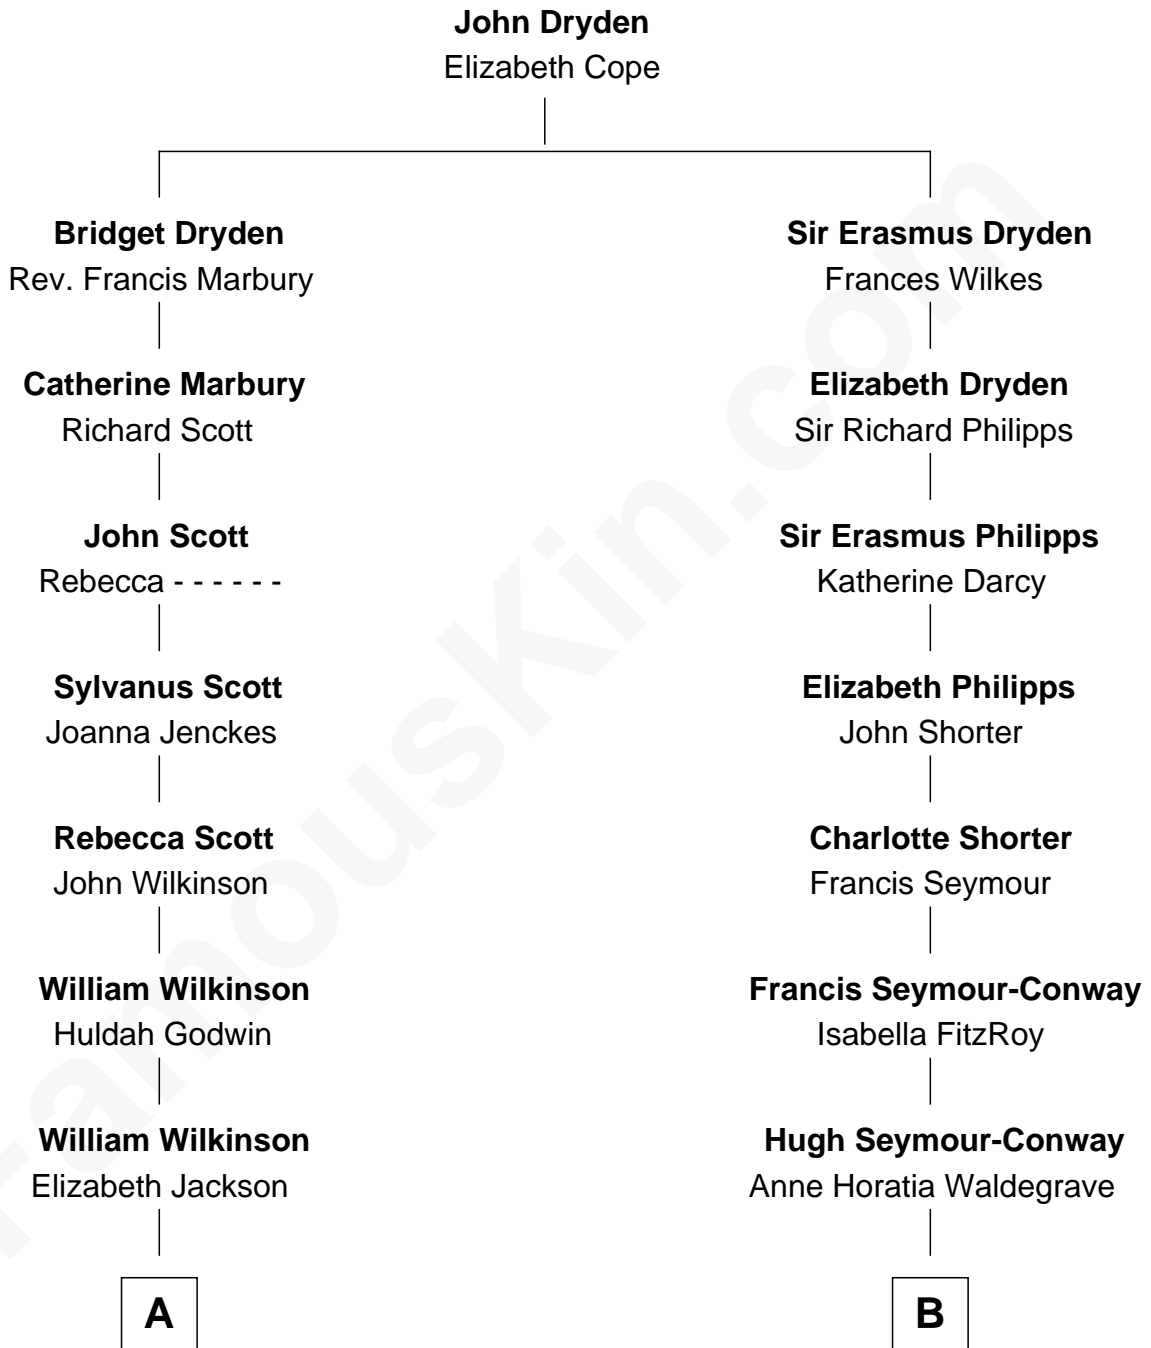 John Dryden
Elizabeth Cope
Bridget Dryden
Rev. Francis Marbury
Sir Erasmus Dryden
Frances Wilkes
Catherine Marbury
Richard Scott
Elizabeth Dryden
Sir Richard Philipps
John Scott
Rebecca - - - - - -
Sir Erasmus Philipps
Katherine Darcy
Sylvanus Scott
Joanna Jenckes
Elizabeth Philipps
John Shorter
Rebecca Scott
John Wilkinson
Charlotte Shorter
Francis Seymour
William Wilkinson
Huldah Godwin
Francis Seymour-Conway
Isabella FitzRoy
William Wilkinson
Elizabeth Jackson
Hugh Seymour-Conway
Anne Horatia Waldegrave
A
B
FamousKin.com